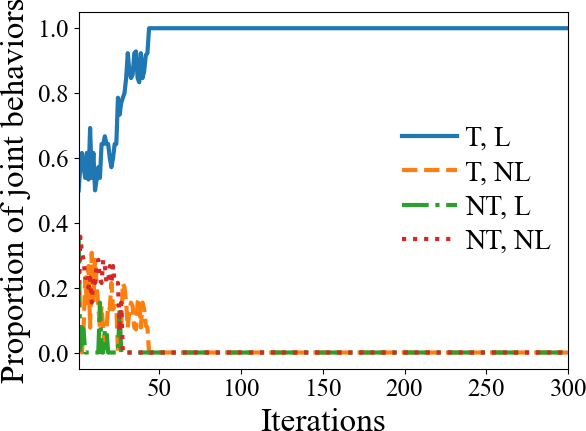 Proportion of joint behaviors
1.0
0.8
0.6
0.4
0.2
0.0
T, L
T, NL
NT, L
NT, NL
50 100 150 200 250 300
Iterations